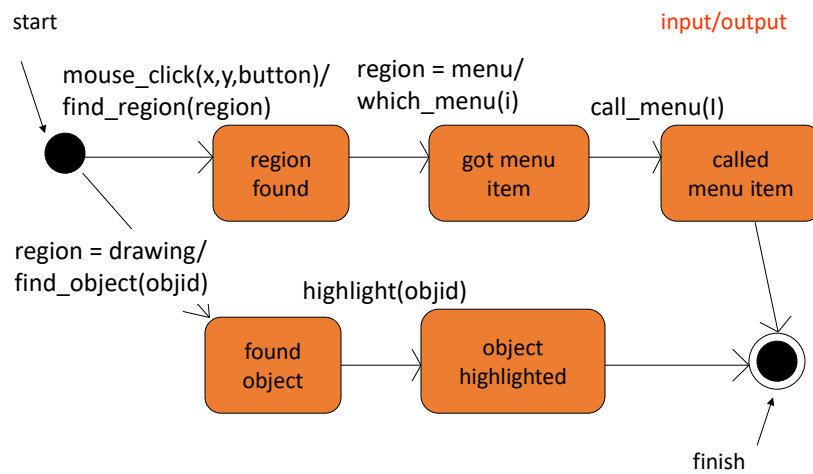 start
input/output
mouse_click(x,y,button)/
find_region(region)
region = menu/
which_menu(i)
call_menu(I)
region
found
got menu
item
called
menu item
region = drawing/
find_object(objid)
highlight(objid)
found
object
object
highlighted
finish